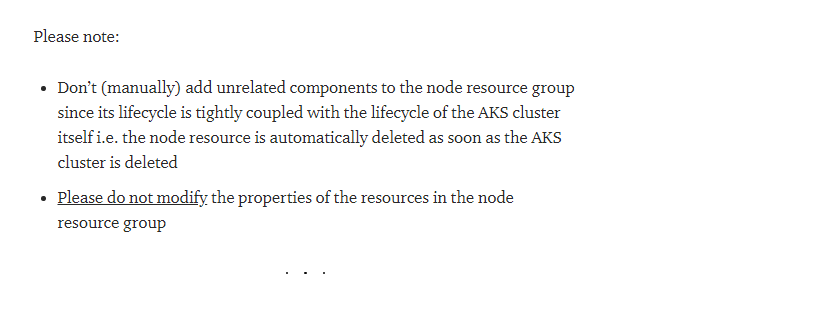 Please note:
• Don’t (manually) add unrelated components to the node resource group
since its lifecycle is tightly coupled with the lifecycle of the AKS cluster
itself i.e. the node resource is automatically deleted as soon as the AKS
cluster is deleted
• Please do not modify the properties of the resources in the node
resource group
. . .